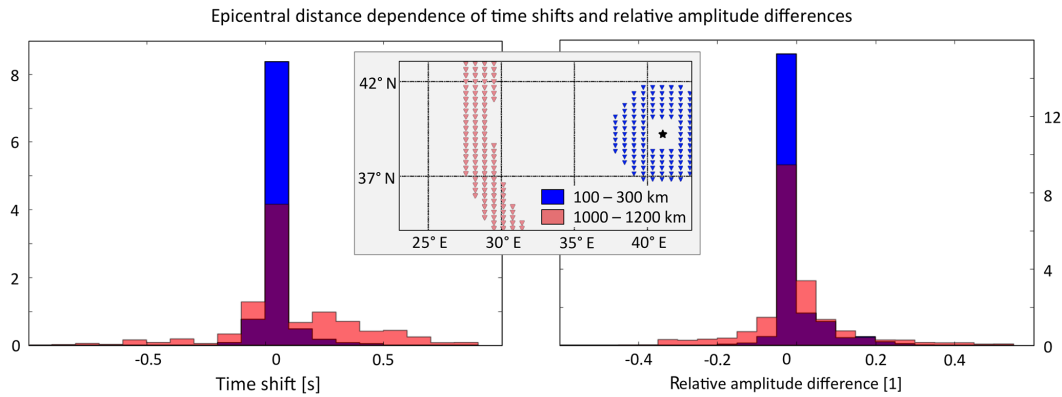 Epicentral distance dependence of time shifts and relative amplitude differences
8
6
4
2
0
-0.5
0
0.5
Time shift [s]
42° N
37° N
25° E
30° E
35° E
40° E
100 – 300 km
1000 – 1200 km
12
8
4
0
-0.4
-0.2
0
0.2
0.4
Relative amplitude difference [1]